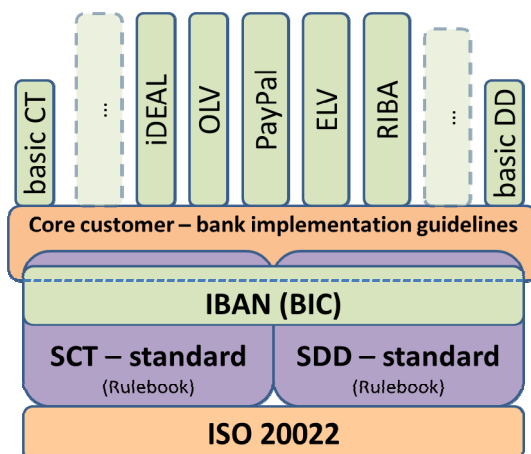 basic CT
...
iDEAL
OLV
PayPal
ELV
RIBA
...
basic DD
Core customer – bank implementation guidelines
IBAN (BIC)
SCT – standard
(Rulebook)
SDD – standard
(Rulebook)
ISO 20022